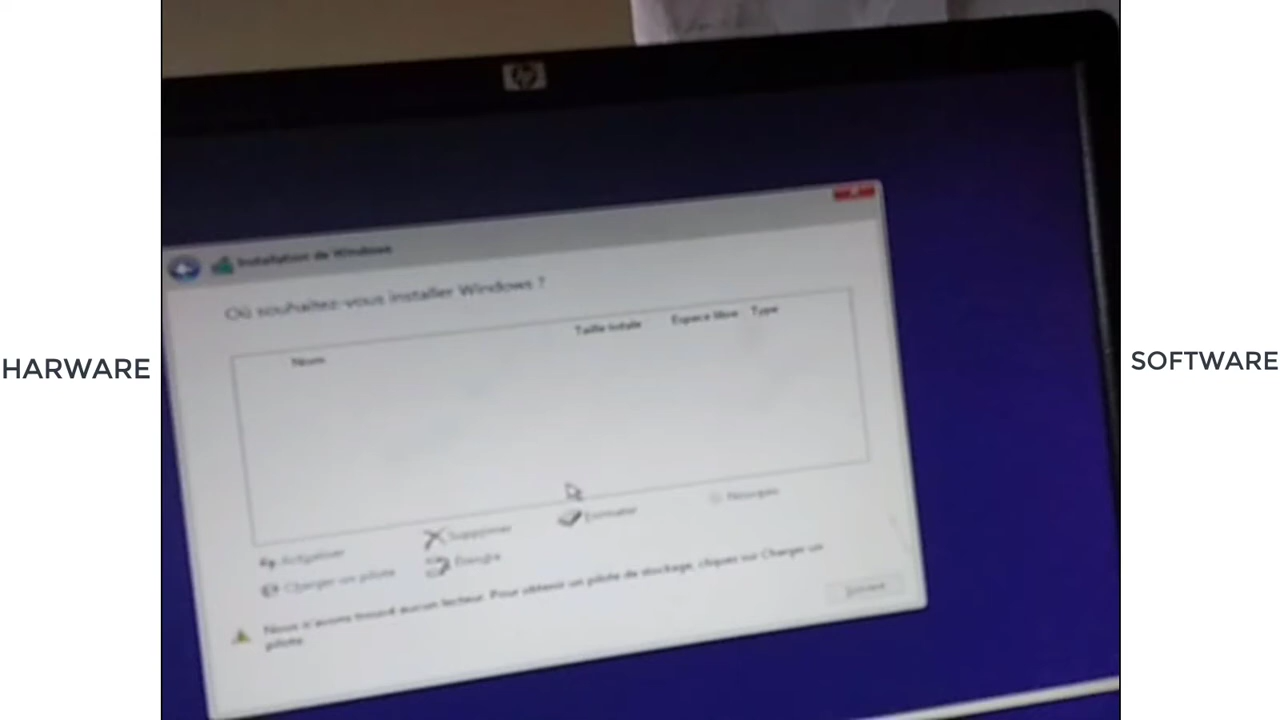 hp
Installation de Windows
Où souhaitez-vous installer Windows ?
Nom Taille totale Espace libre Type
Actualiser Supprimer Formater Nouveau
Charger un pilote Étendre
Nous n'avons trouvé aucun lecteur. Pour obtenir un pilote de stockage, cliquez sur Charger un
pilote.
Suivant
HARWARE
SOFTWARE